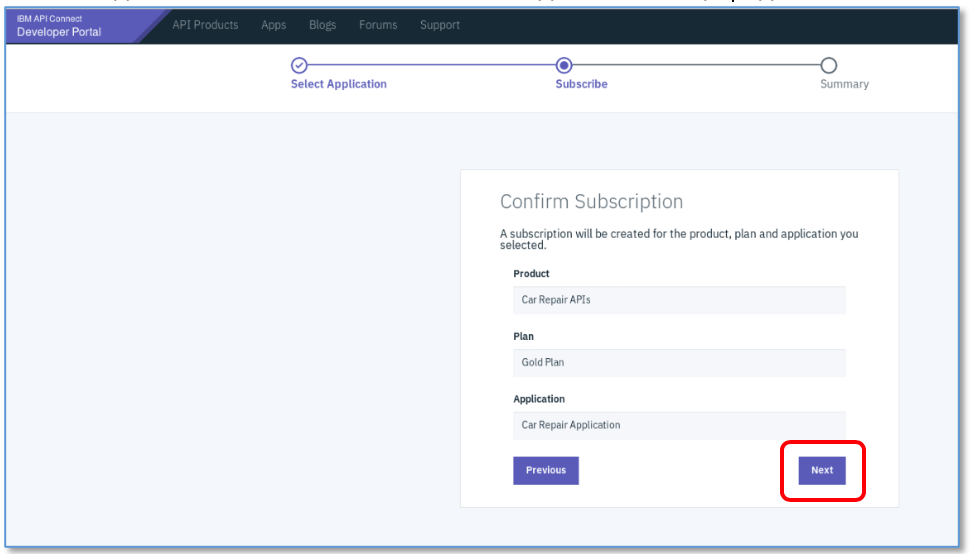 IBM API Connect
Developer Portal
API Products Apps Blogs Forums Support
Select Application Subscribe Summary
Confirm Subscription
A subscription will be created for the product, plan and application you
selected.
Product
Car Repair APIs
Plan
Gold Plan
Application
Car Repair Application
Previous Next